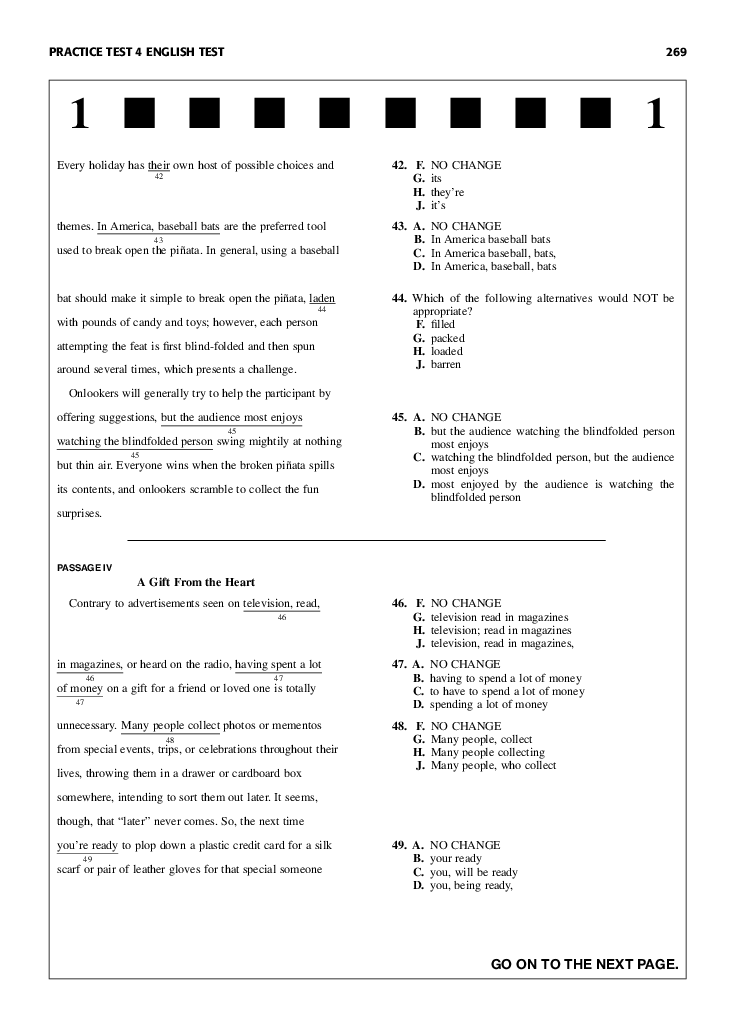 PRACTICE TEST 4 ENGLISH TEST 269
1 1
Every holiday has their own host of possible choices and
42
themes. In America, baseball bats are the preferred tool
43
used to break open the piñata. In general, using a baseball
bat should make it simple to break open the piñata, laden
44
with pounds of candy and toys; however, each person
attempting the feat is first blind-folded and then spun
around several times, which presents a challenge.
Onlookers will generally try to help the participant by
offering suggestions, but the audience most enjoys
45
watching the blindfolded person swing mightily at nothing
45
but thin air. Everyone wins when the broken piñata spills
its contents, and onlookers scramble to collect the fun
surprises.
42. F. NO CHANGE
G. its
H. they're
J. it's
43. A. NO CHANGE
B. In America baseball bats
C. In America baseball bats,
D. In America, baseball, bats
44. Which of the following alternatives would NOT be
appropriate?
F. filled
G. packed
H. loaded
J. barren
45. A. NO CHANGE
B. but the audience watching the blindfolded person
most enjoys
C. watching the blindfolded person, but the audience
most enjoys
D. most enjoyed by the audience is watching the
blindfolded person
PASSAGE IV
A Gift From the Heart
Contrary to advertisements seen on television, read,
46
in magazines, or heard on the radio, having spent a lot
46 47
of money on a gift for a friend or loved one is totally
47
unnecessary. Many people collect photos or mementos
48
from special events, trips, or celebrations throughout their
lives, throwing them in a drawer or cardboard box
somewhere, intending to sort them out later. It seems,
though, that “later” never comes. So, the next time
you're ready to plop down a plastic credit card for a silk
49
scarf or pair of leather gloves for that special someone
46. F. NO CHANGE
G. television read in magazines
H. television; read in magazines
J. television, read in magazines,
47. A. NO CHANGE
B. having to spend a lot of money
C. to have to spend a lot of money
D. spending a lot of money
48. F. NO CHANGE
G. Many people, collect
H. Many people collecting
J. Many people, who collect
49. A. NO CHANGE
B. your ready
C. you, will be ready
D. you, being ready,
GO ON TO THE NEXT PAGE.